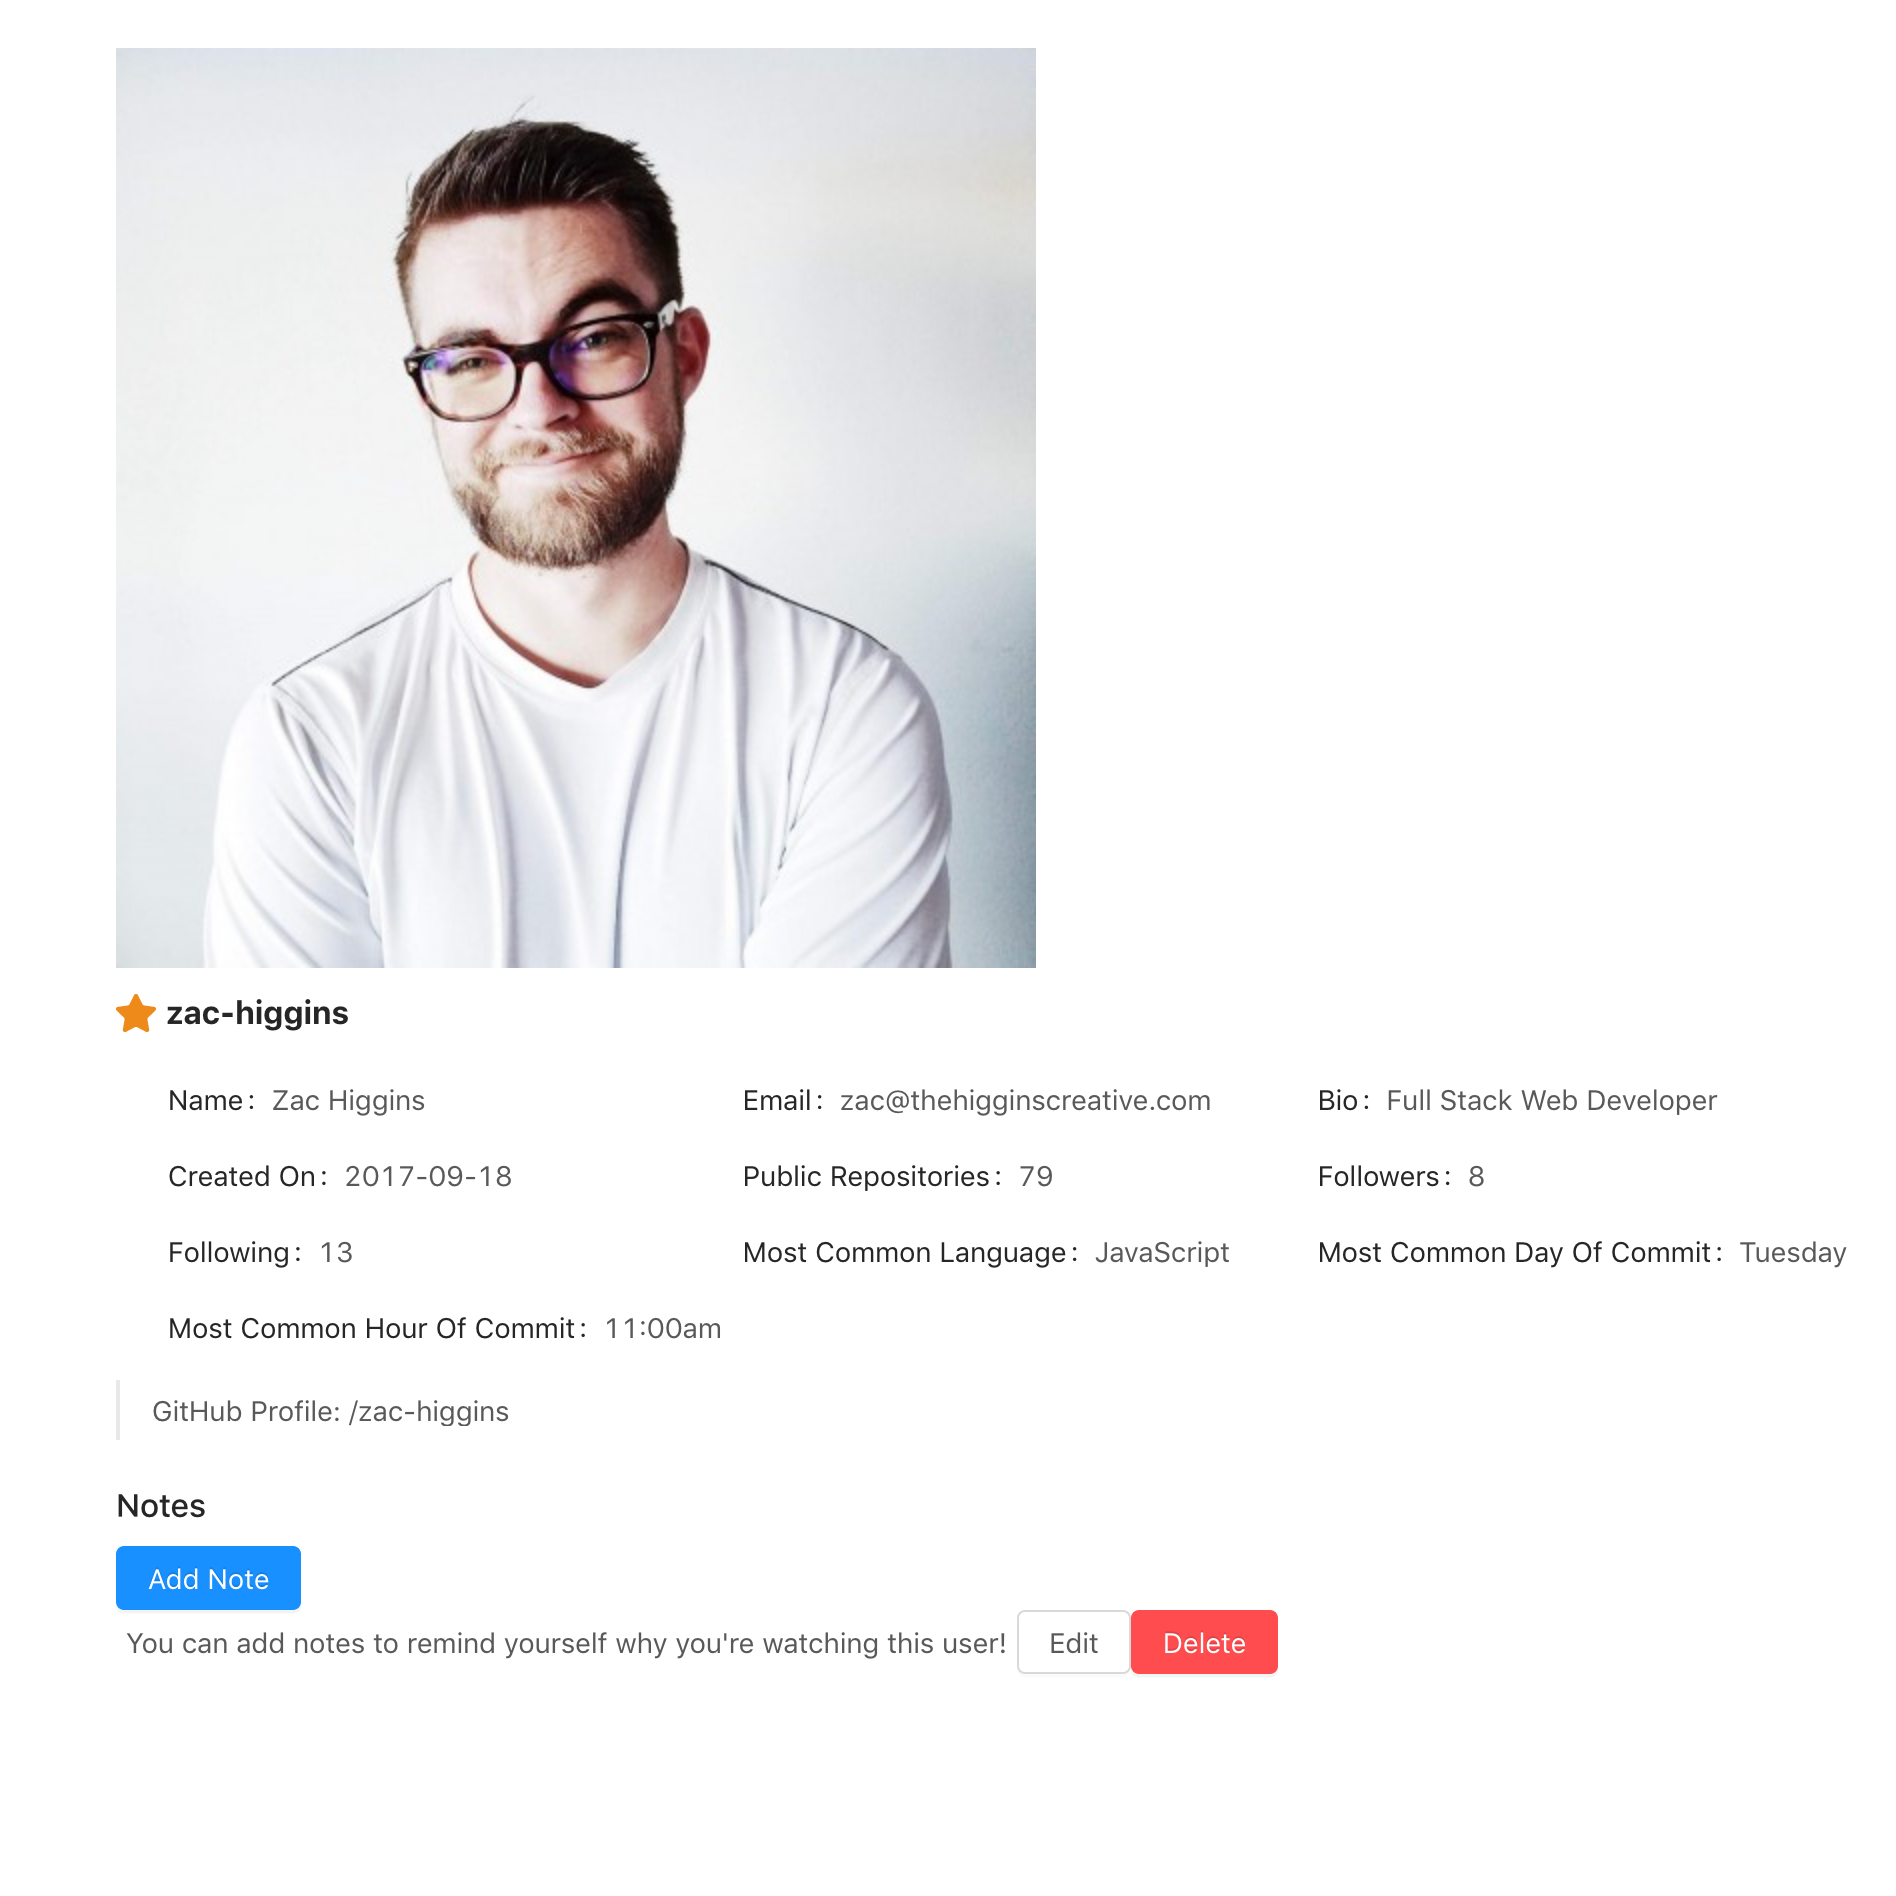 zac-higgins
Name: Zac Higgins Email: zac@thehigginscreative.com Bio: Full Stack Web Developer
Created On: 2017-09-18 Public Repositories: 79 Followers: 8
Following: 13 Most Common Language: JavaScript Most Common Day Of Commit: Tuesday
Most Common Hour Of Commit: 11:00am
GitHub Profile: /zac-higgins
Notes
Add Note
You can add notes to remind yourself why you're watching this user! Edit Delete